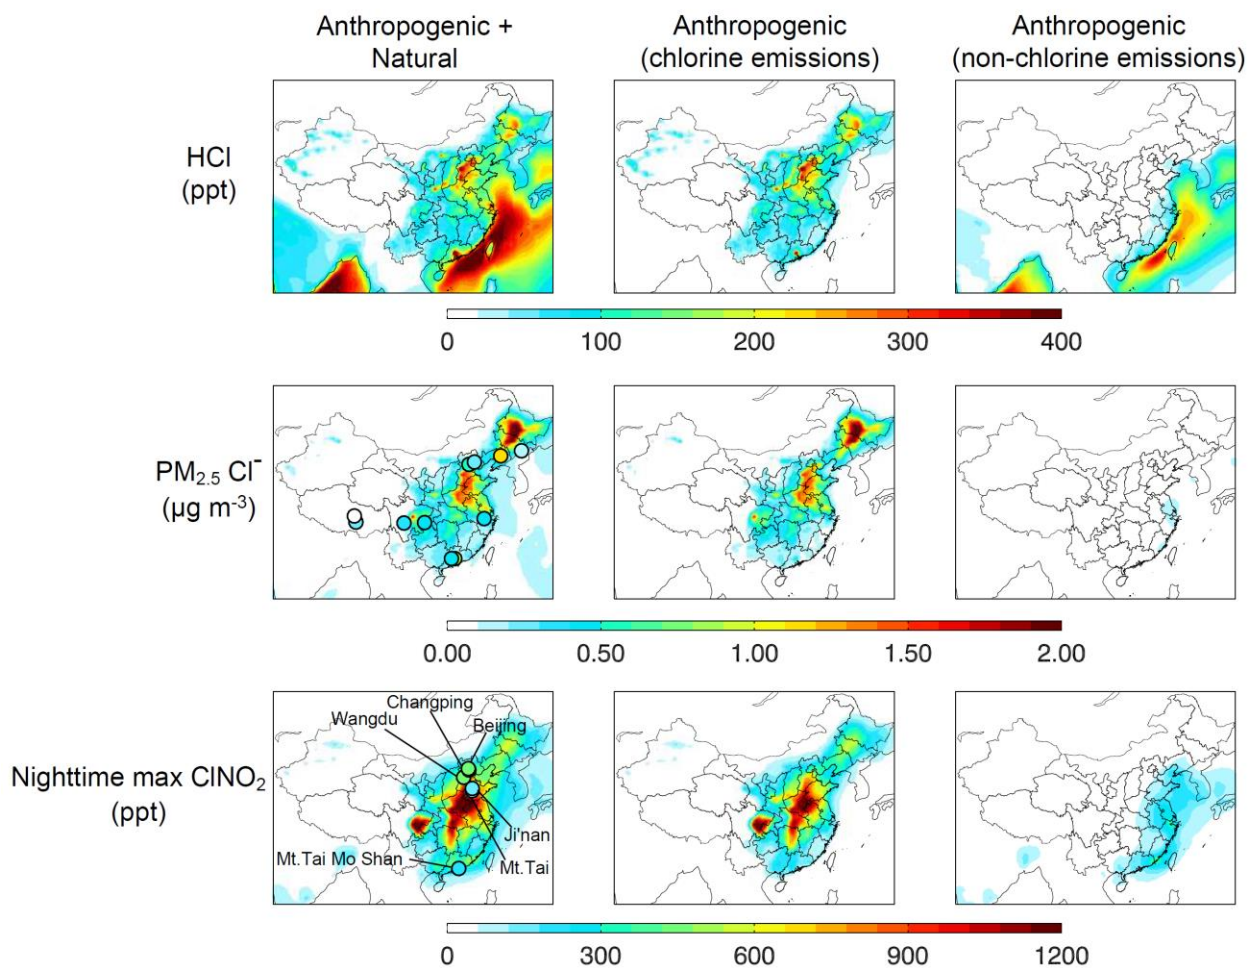 Anthropogenic +
Natural
Anthropogenic
(chlorine emissions)
Anthropogenic
(non-chlorine emissions)
HCl
(ppt)
0 100 200 300 400
PM₂.₅ Cl⁻
(μg m⁻³)
0.00 0.50 1.00 1.50 2.00
Changping
Wangdu
Beijing
Nighttime max ClNO₂
(ppt)
Ji'nan
Mt.Tai Mo Shan
Mt.Tai
0 300 600 900 1200